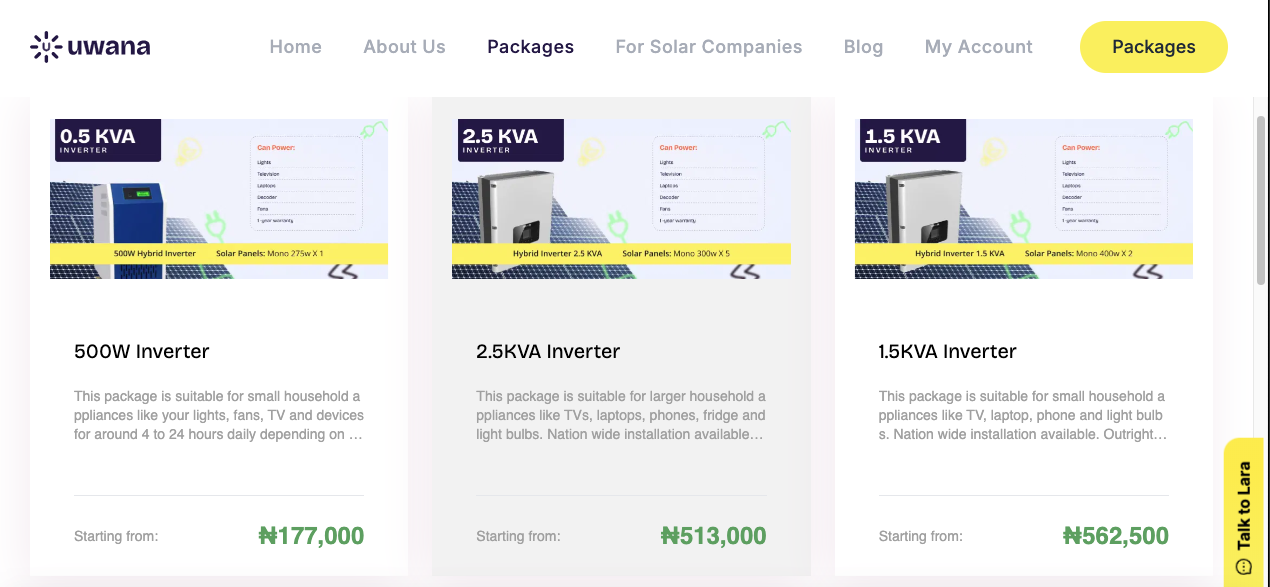 uwana
Home
About Us
Packages
For Solar Companies
Blog
My Account
Packages
0.5 KVA
INVERTER
Can Power:
Lights
Television
Laptops
Decoder
Fans
1-year warranty
500W Hybrid Inverter
Solar Panels: Mono 275w X 1
500W Inverter
This package is suitable for small household a
ppliances like your lights, fans, TV and devices
for around 4 to 24 hours daily depending on …
Starting from:
₦177,000
2.5 KVA
INVERTER
Can Power:
Lights
Television
Laptops
Decoder
Fans
1-year warranty
Hybrid Inverter 2.5 KVA
Solar Panels: Mono 300w X 5
2.5KVA Inverter
This package is suitable for larger household a
ppliances like TVs, laptops, phones, fridge and
light bulbs. Nation wide installation available…
Starting from:
₦513,000
1.5 KVA
INVERTER
Can Power:
Lights
Television
Laptops
Decoder
Fans
1-year warranty
Hybrid Inverter 1.5 KVA
Solar Panels: Mono 400w X 2
1.5KVA Inverter
This package is suitable for small household a
ppliances like TV, laptop, phone and light bulb
s. Nation wide installation available. Outright…
Starting from:
₦562,500
Talk to Lara